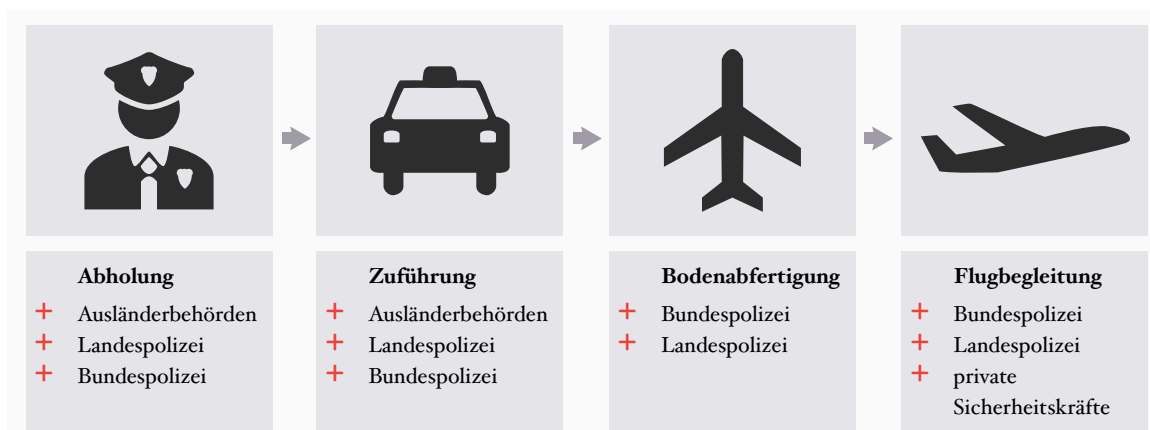 Abholung
+ Ausländerbehörden
+ Landespolizei
+ Bundespolizei
Zuführung
+ Ausländerbehörden
+ Landespolizei
+ Bundespolizei
Bodenabfertigung
+ Bundespolizei
+ Landespolizei
Flugbegleitung
+ Bundespolizei
+ Landespolizei
+ private
Sicherheitskräfte